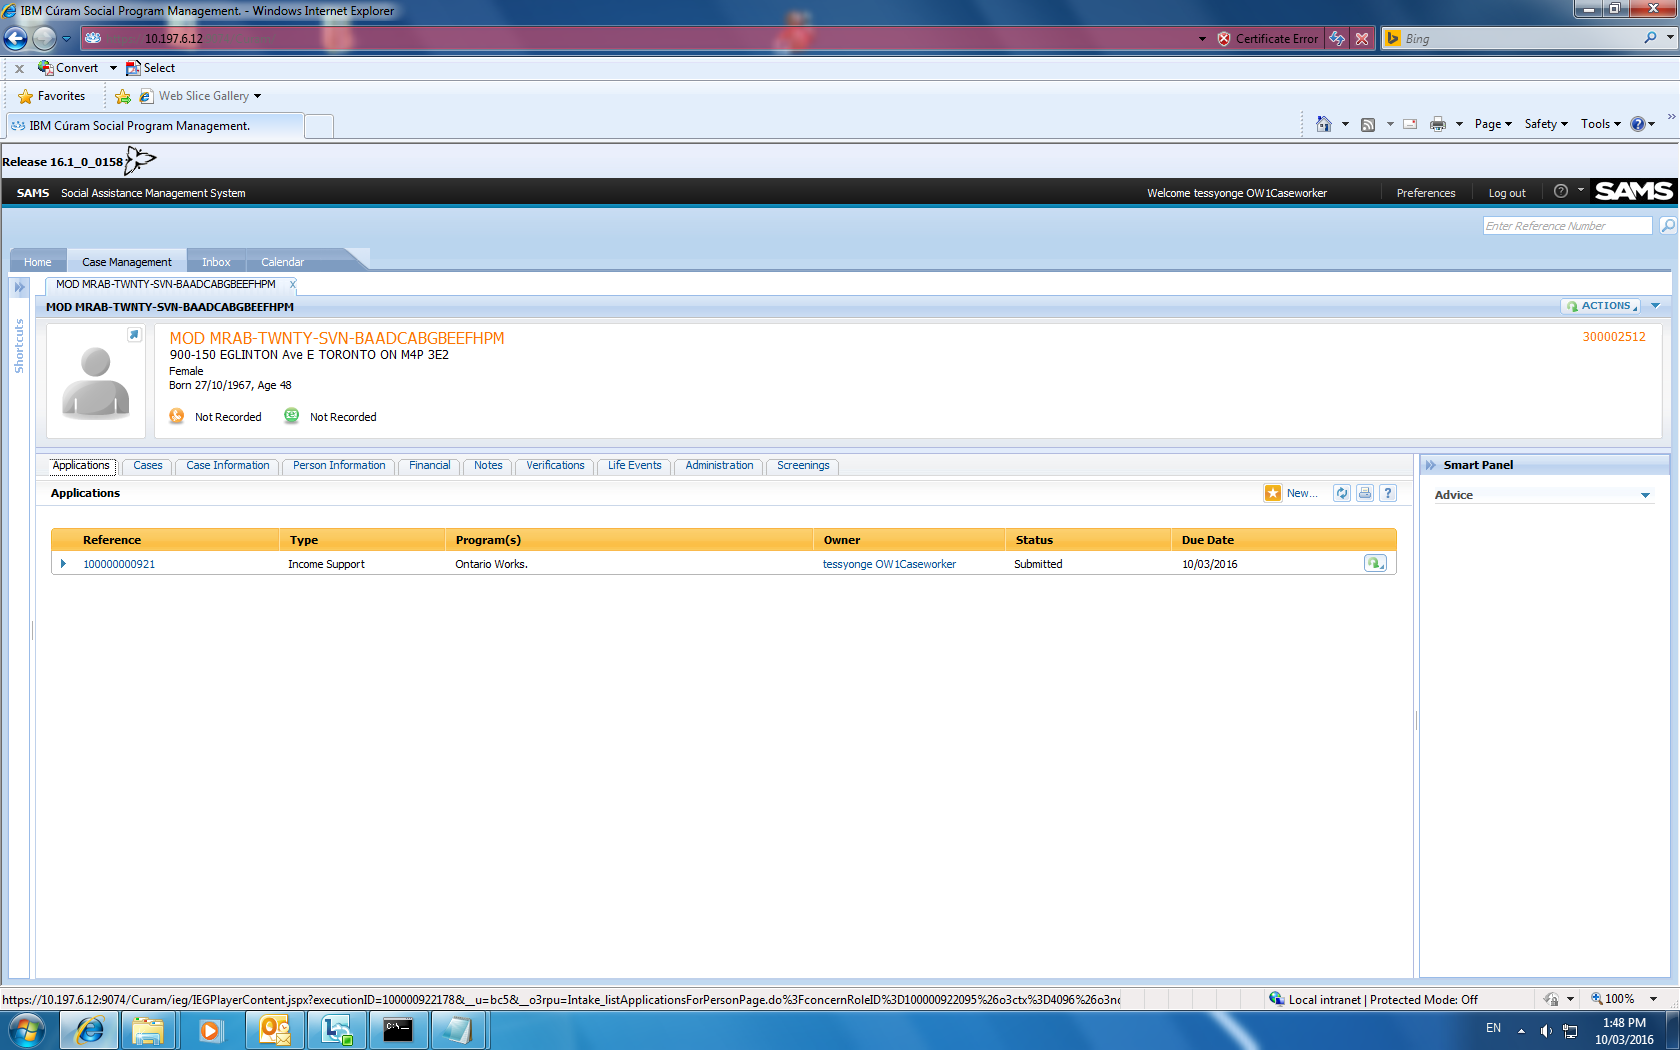 IBM Cúram Social Program Management. - Windows Internet Explorer
10.197.6.12
Certificate Error
Bing
x Convert Select
Favorites Web Slice Gallery
IBM Cúram Social Program Management.
Page Safety Tools
Release 16.1_0_0158
SAMS Social Assistance Management System
Welcome tessyonge OW1Caseworker Preferences Log out SAMS
Enter Reference Number
Home Case Management Inbox Calendar
MOD MRAB-TWNTY-SVN-BAADCABGBEEFHPM x
MOD MRAB-TWNTY-SVN-BAADCABGBEEFHPM
ACTIONS
Shortcuts
MOD MRAB-TWNTY-SVN-BAADCABGBEEFHPM
300002512
900-150 EGLINTON Ave E TORONTO ON M4P 3E2
Female
Born 27/10/1967, Age 48
Not Recorded Not Recorded
Applications Cases Case Information Person Information Financial Notes Verifications Life Events Administration Screenings
Smart Panel
Advice
Applications
New... ?
Reference Type Program(s) Owner Status Due Date
100000000921 Income Support Ontario Works. tessyonge OW1Caseworker Submitted 10/03/2016
https://10.197.6.12:9074/Curam/ieg/IEGPlayerContent.jspx?executionID=100000922178&__u=bc5&__o3rpu=Intake_listApplicationsForPersonPage.do%3FconcernRoleID%3D100000922095%26o3ctx%3D4096%26o3n
Local intranet | Protected Mode: Off
100%
C:\
EN
1:48 PM
10/03/2016